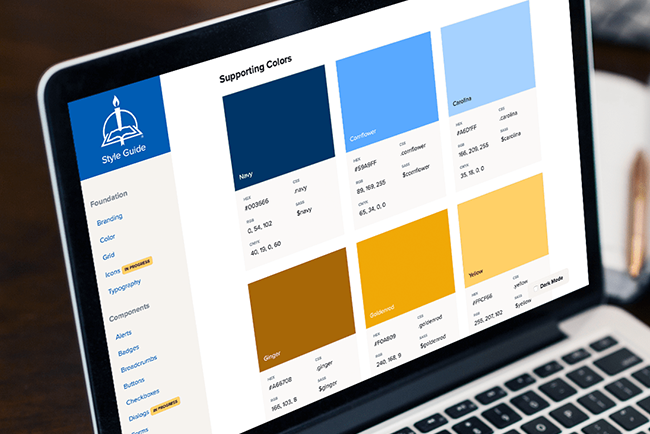 Style Guide
Foundation
Branding
Color
Grid
Icons IN PROGRESS
Typography
Components
Alerts
Badges
Breadcrumbs
Buttons
Checkboxes
Dialogs IN PROGRESS
Forms
Supporting Colors
Navy
HEX CSS
#003666 .navy
RGB SASS
0, 54, 102 $navy
CMYK
40, 19, 0, 60
Cornflower
HEX CSS
#59A9FF .cornflower
RGB SASS
89, 169, 255 $cornflower
CMYK
65, 34, 0, 0
Carolina
HEX CSS
#A6D1FF .carolina
RGB SASS
166, 209, 255 $carolina
CMYK
35, 18, 0, 0
Ginger
HEX CSS
#A66708 .ginger
RGB SASS
166, 103, 8 $ginger
Goldenrod
HEX CSS
#F0A809 .goldenrod
RGB SASS
240, 168, 9 $goldenrod
Yellow
HEX CSS
#FFCF66 .yellow
RGB SASS
255, 207, 102 $yellow
Dark Mode